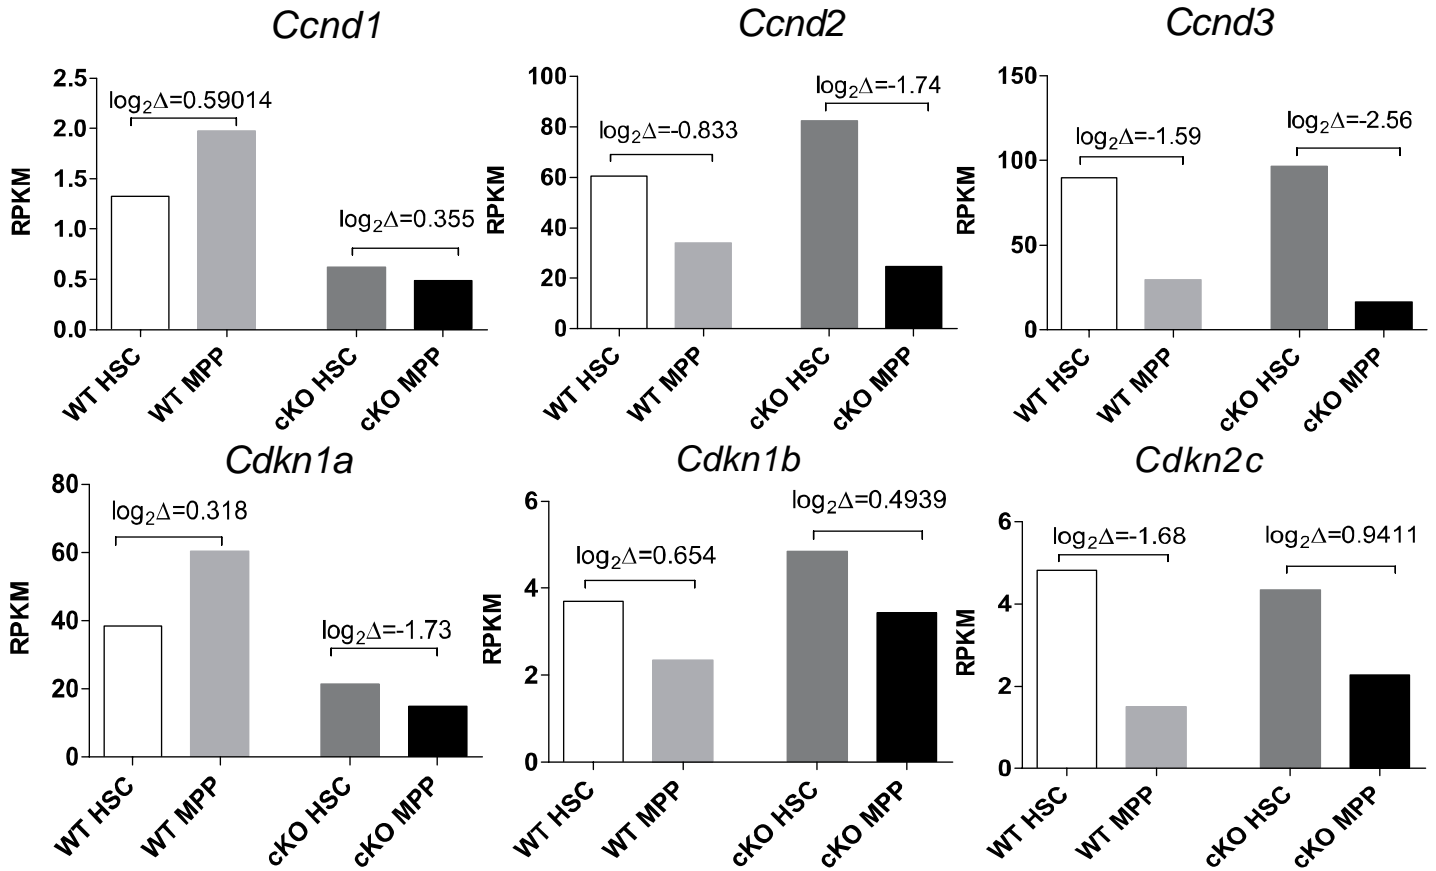 Ccnd1
2.5
2.0
1.5
1.0
0.5
0.0
RPKM
log₂Δ=0.59014
log₂Δ=0.355
WT HSC
WT MPP
cKO HSC
cKO MPP
Ccnd2
100
80
60
40
20
0
RPKM
log₂Δ=-0.833
log₂Δ=-1.74
WT HSC
WT MPP
cKO HSC
cKO MPP
Ccnd3
150
100
50
0
RPKM
log₂Δ=-1.59
log₂Δ=-2.56
WT HSC
WT MPP
cKO HSC
cKO MPP
Cdkn1a
80
60
40
20
0
RPKM
log₂Δ=0.318
log₂Δ=-1.73
WT HSC
WT MPP
cKO HSC
cKO MPP
Cdkn1b
6
4
2
0
RPKM
log₂Δ=0.654
log₂Δ=0.4939
WT HSC
WT MPP
cKO HSC
cKO MPP
Cdkn2c
6
4
2
0
RPKM
log₂Δ=-1.68
log₂Δ=0.9411
WT HSC
WT MPP
cKO HSC
cKO MPP